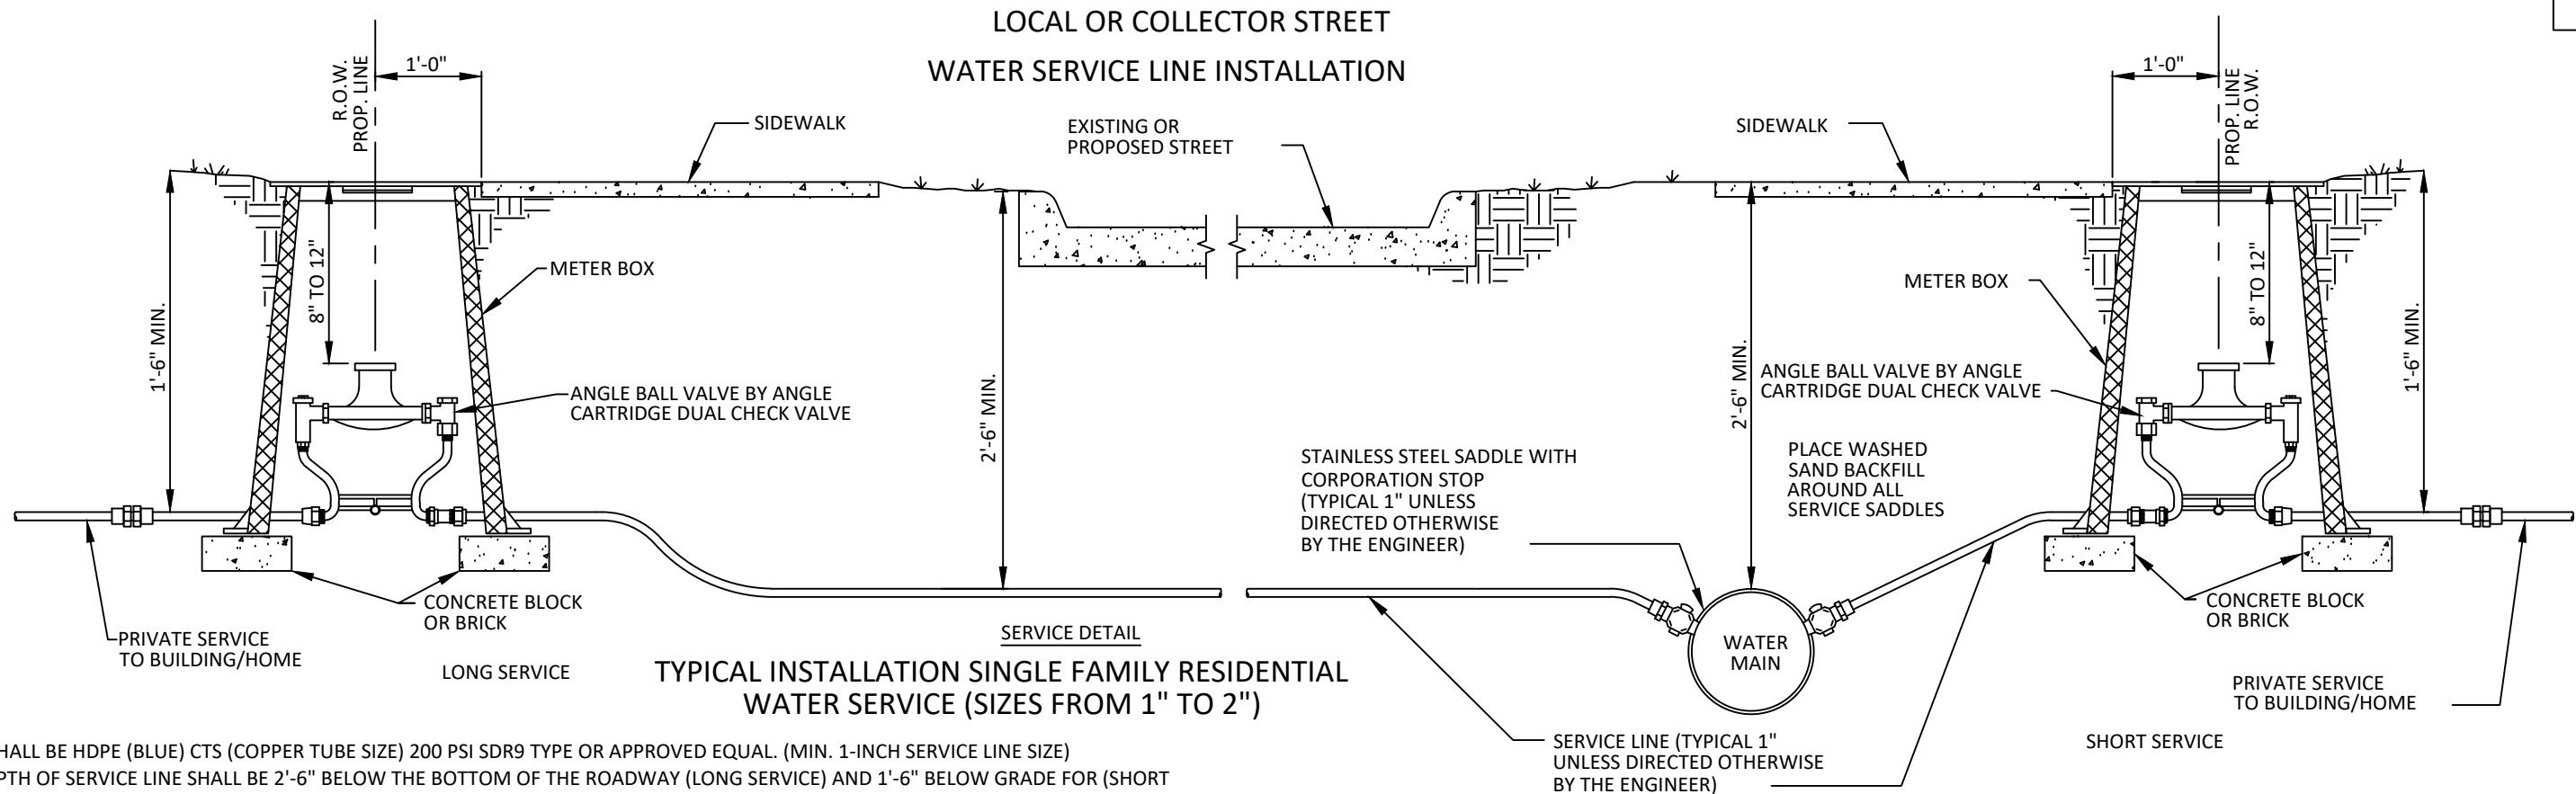 LOCAL OR COLLECTOR STREET
WATER SERVICE LINE INSTALLATION
R.O.W.
PROP. LINE
1'-0"
SIDEWALK
EXISTING OR
PROPOSED STREET
SIDEWALK
1'-0"
PROP. LINE
R.O.W.
1'-6" MIN.
8" TO 12"
METER BOX
ANGLE BALL VALVE BY ANGLE
CARTRIDGE DUAL CHECK VALVE
2'-6" MIN.
STAINLESS STEEL SADDLE WITH
CORPORATION STOP
(TYPICAL 1" UNLESS
DIRECTED OTHERWISE
BY THE ENGINEER)
2'-6" MIN.
METER BOX
ANGLE BALL VALVE BY ANGLE
CARTRIDGE DUAL CHECK VALVE
PLACE WASHED
SAND BACKFILL
AROUND ALL
SERVICE SADDLES
8" TO 12"
1'-6" MIN.
CONCRETE BLOCK
OR BRICK
PRIVATE SERVICE
TO BUILDING/HOME
LONG SERVICE
SERVICE DETAIL
TYPICAL INSTALLATION SINGLE FAMILY RESIDENTIAL
WATER SERVICE (SIZES FROM 1" TO 2")
WATER
MAIN
CONCRETE BLOCK
OR BRICK
PRIVATE SERVICE
TO BUILDING/HOME
SERVICE LINE (TYPICAL 1"
UNLESS DIRECTED OTHERWISE
BY THE ENGINEER)
SHORT SERVICE
HALL BE HDPE (BLUE) CTS (COPPER TUBE SIZE) 200 PSI SDR9 TYPE OR APPROVED EQUAL. (MIN. 1-INCH SERVICE LINE SIZE)
PTH OF SERVICE LINE SHALL BE 2'-6" BELOW THE BOTTOM OF THE ROADWAY (LONG SERVICE) AND 1'-6" BELOW GRADE FOR (SHORT